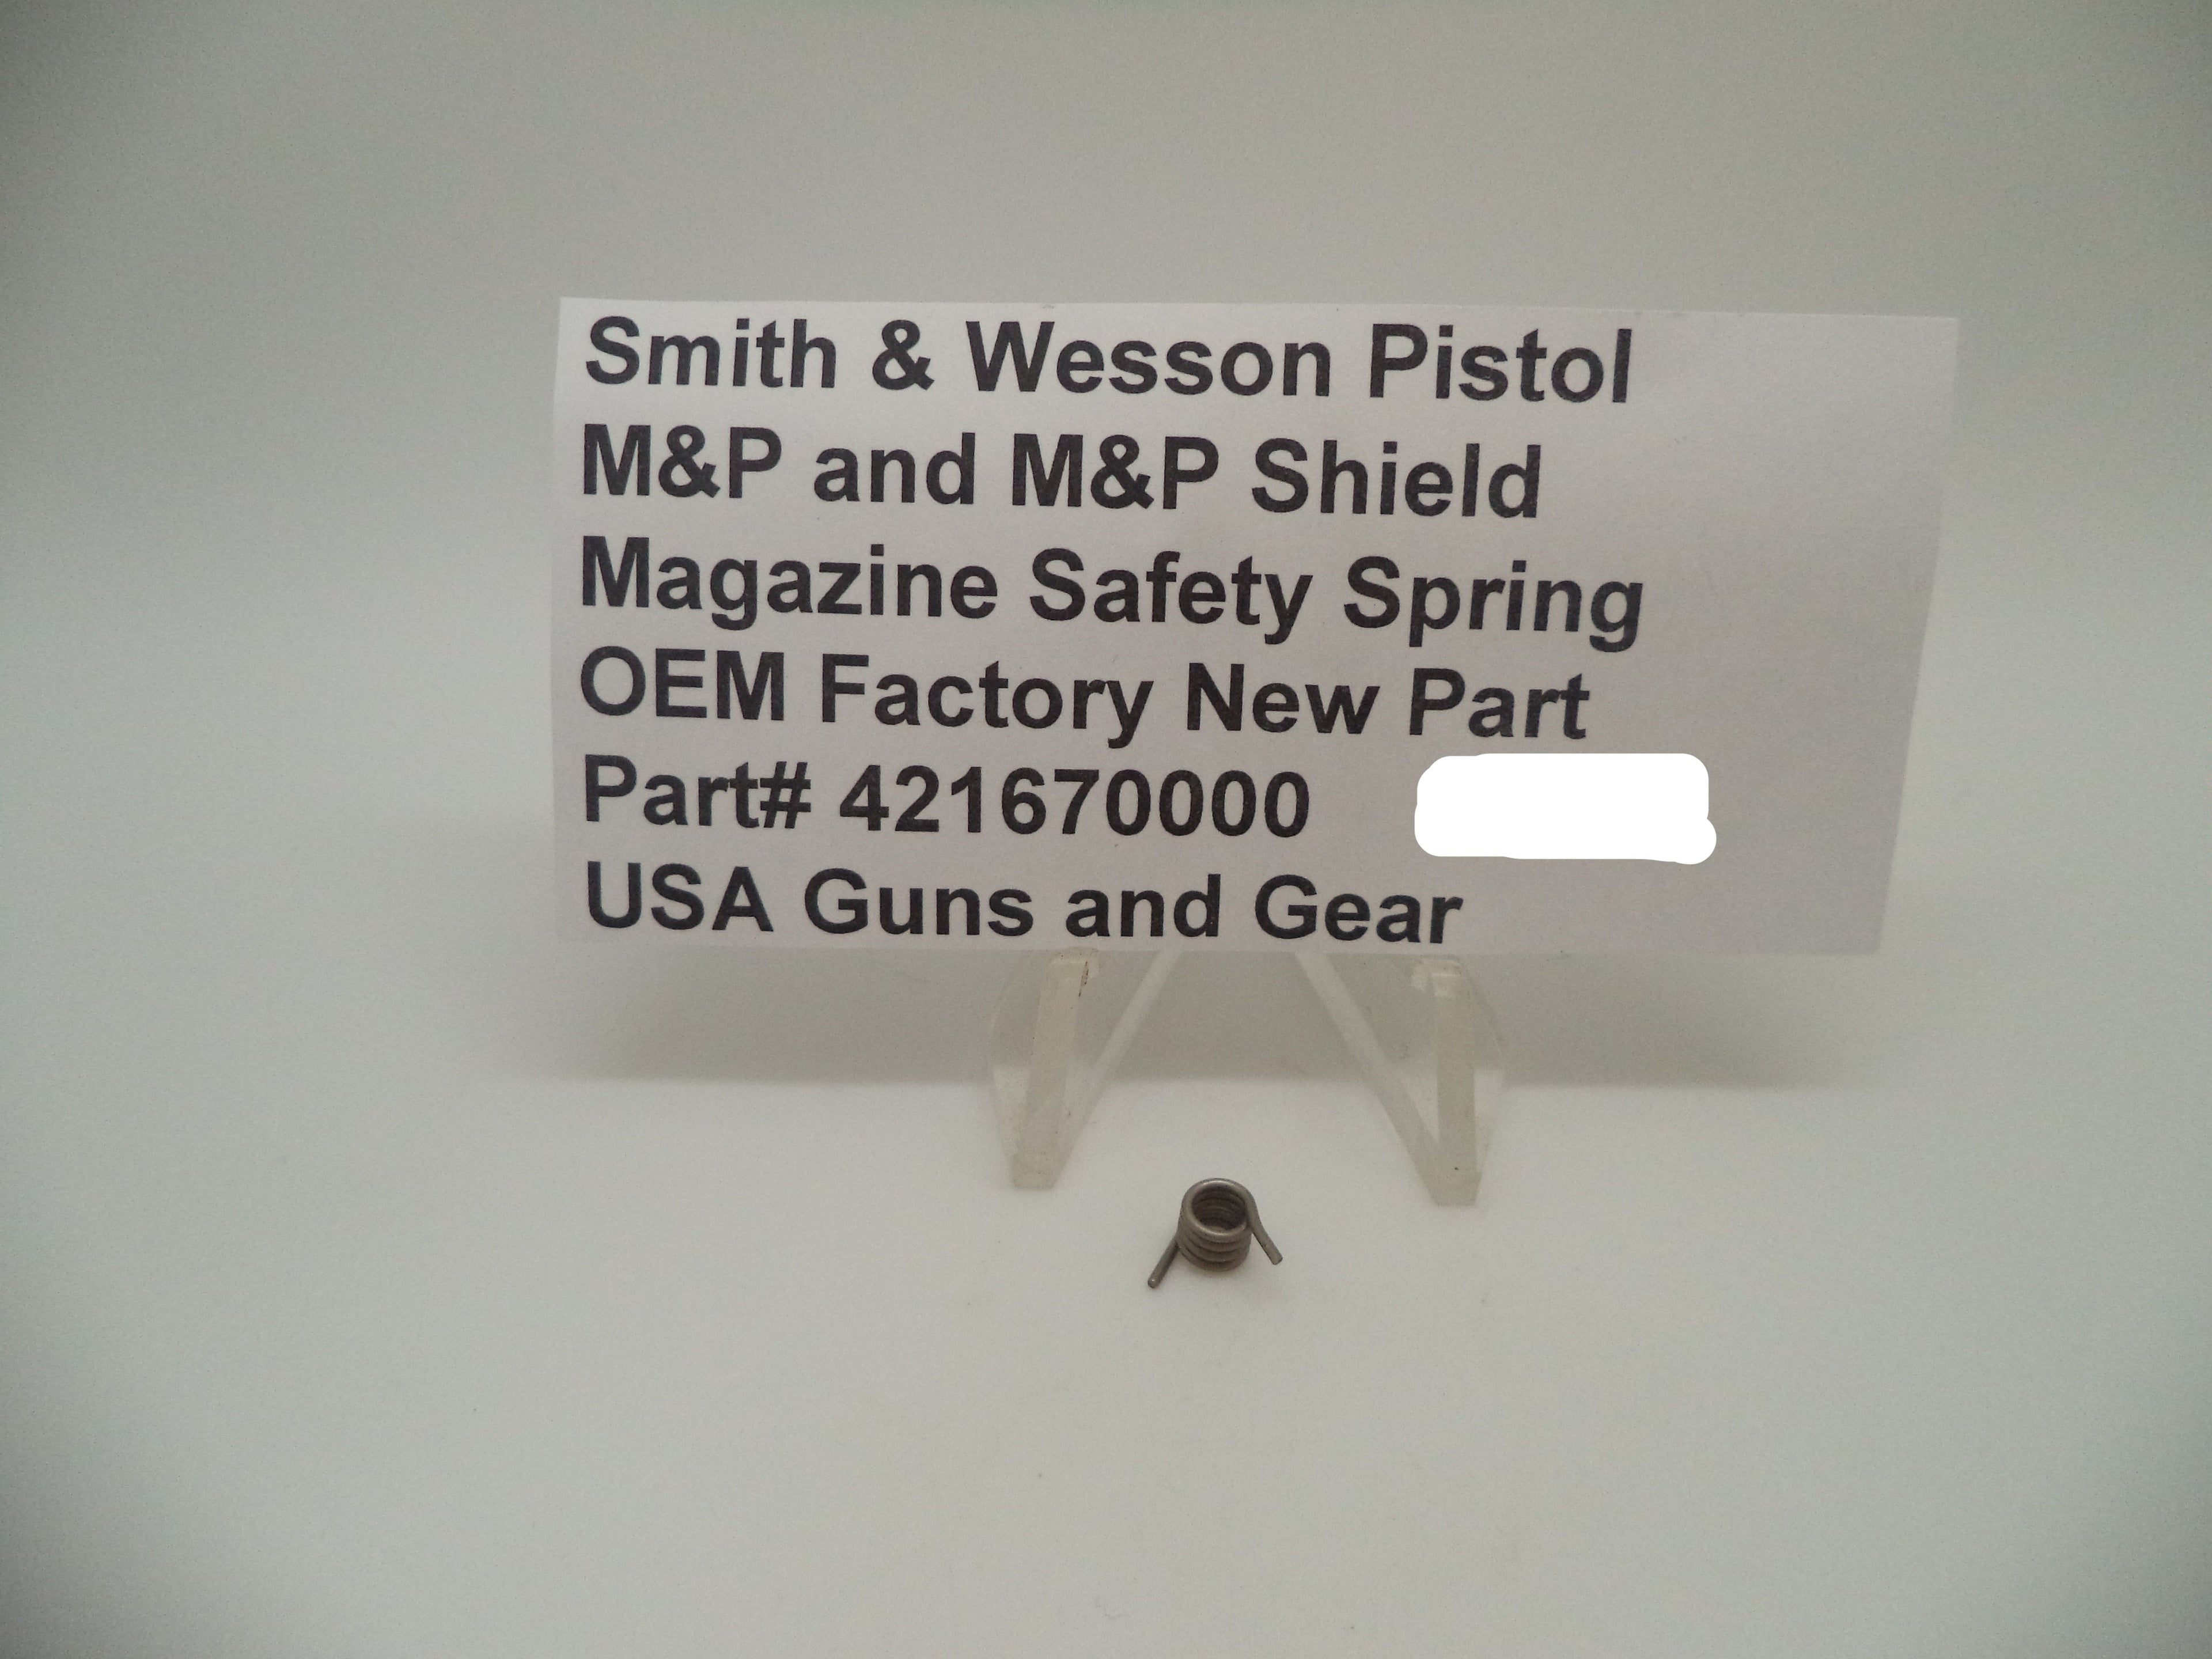 Smith & Wesson Pistol
M&P and M&P Shield
Magazine Safety Spring
OEM Factory New Part
Part# 421670000
USA Guns and Gear